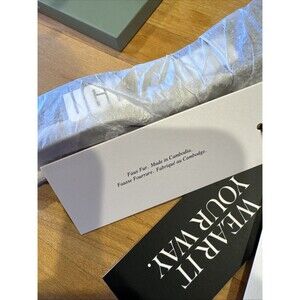 UGG
Faux Fur. Made in Cambodia.
Fausse Fourrure. Fabriqué au Cambodge.
WEAR IT
YOUR WAY.